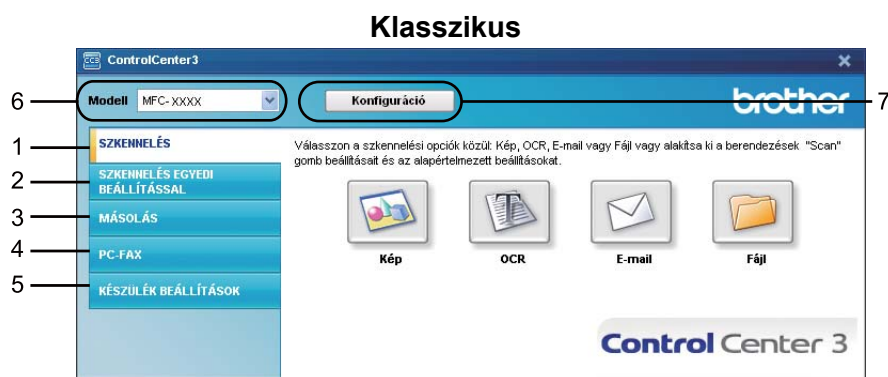 Klasszikus
CC3 ControlCenter3
6 Modell MFC-XXXX Konfiguráció 7
brother
1 SZKENNELÉS
2 SZKENNELÉS EGYEDI
BEÁLLÍTÁSSAL
3 MÁSOLÁS
4 PC-FAX
5 KÉSZÜLÉK BEÁLLÍTÁSOK
Válasszon a szkennelési opciók közül: Kép, OCR, E-mail vagy Fájl vagy alakítsa ki a berendezések "Scan"
gomb beállításait és az alapértelmezett beállításokat.
Kép OCR E-mail Fájl
Control Center 3